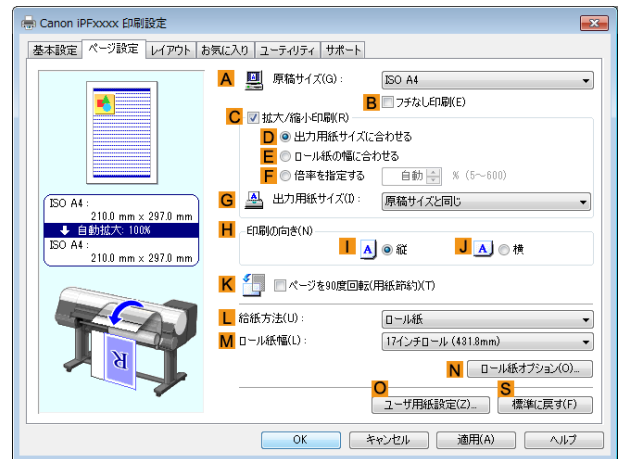 Canon iPFxxxx 印刷設定
基本設定 ページ設定 レイアウト お気に入り ユーティリティ サポート
A 原稿サイズ(G): ISO A4
B フチなし印刷(E)
C 拡大/縮小印刷(R)
D 出力用紙サイズに合わせる
E ロール紙の幅に合わせる
F 倍率を指定する 自動 % (5～600)
G 出力用紙サイズ(I): 原稿サイズと同じ
ISO A4 :
210.0 mm x 297.0 mm
自動拡大: 100%
ISO A4 :
210.0 mm x 297.0 mm
H 印刷の向き(N)
I A 縦 J A 横
K ページを90度回転(用紙節約)(T)
L 給紙方法(U): ロール紙
M ロール紙幅(L): 17インチロール (431.8mm)
R
N ロール紙オプション(O)...
O ユーザ用紙設定(Z)... S 標準に戻す(F)
OK キャンセル 適用(A) ヘルプ